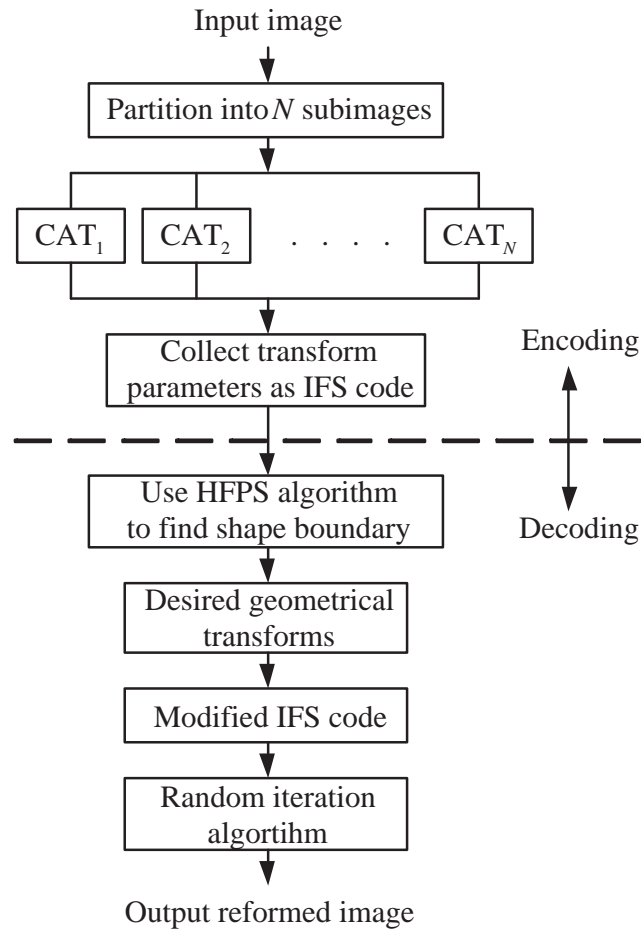 Input image
Partition into N subimages
CAT1 CAT2 . . . . CATN
Collect transform
parameters as IFS code
Encoding
Use HFPS algorithm
to find shape boundary
Decoding
Desired geometrical
transforms
Modified IFS code
Random iteration
algortihm
Output reformed image